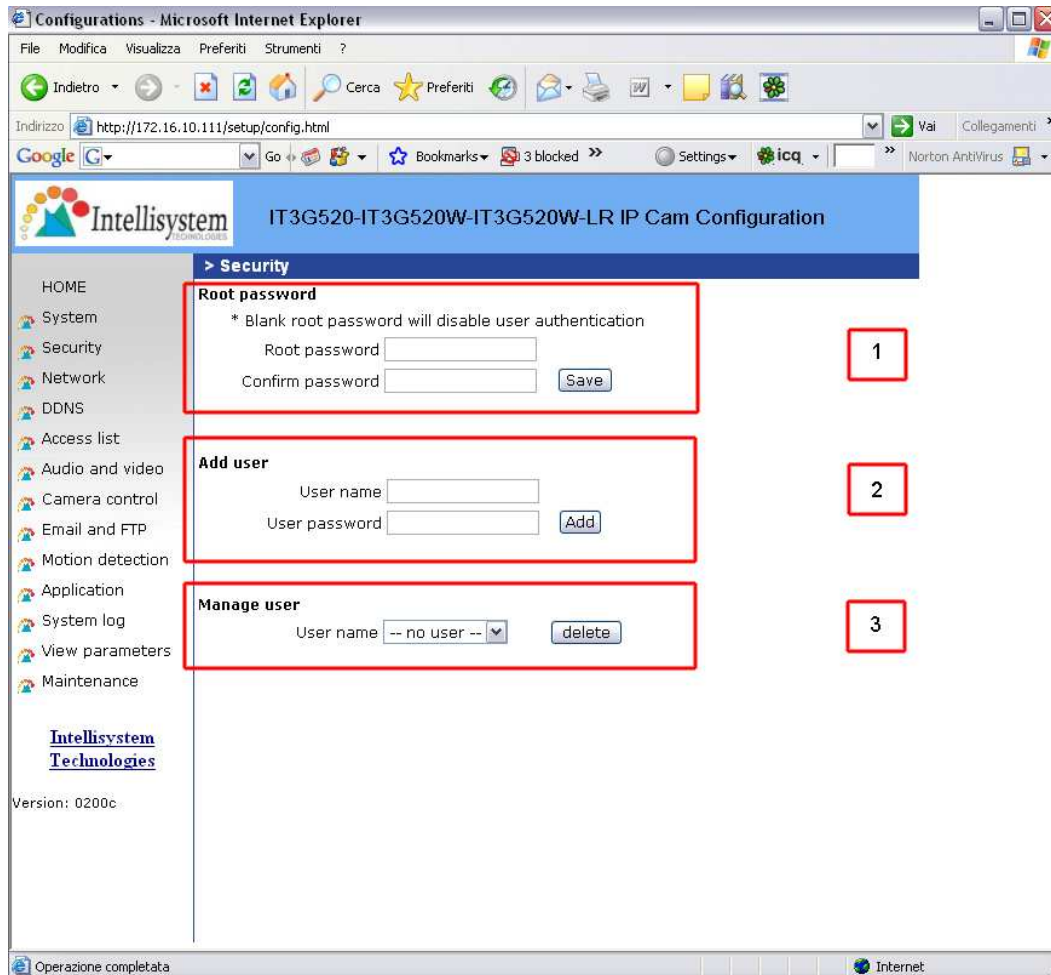 Configurations - Microsoft Internet Explorer
File Modifica Visualizza Preferiti Strumenti ?
Indietro Cerca Preferiti
Indirizzo http://172.16.10.111/setup/config.html Vai Collegamenti »
Google G Go Bookmarks 3 blocked » Settings icq » Norton AntiVirus
Intellisystem
TECHNOLOGIES
IT3G520-IT3G520W-IT3G520W-LR IP Cam Configuration
> Security
HOME
System
Security
Network
DDNS
Access list
Audio and video
Camera control
Email and FTP
Motion detection
Application
System log
View parameters
Maintenance
Intellisystem
Technologies
Version: 0200c
Root password
* Blank root password will disable user authentication
Root password
Confirm password Save
1
Add user
User name
User password Add
2
Manage user
User name -- no user -- delete
3
Operazione completata Internet